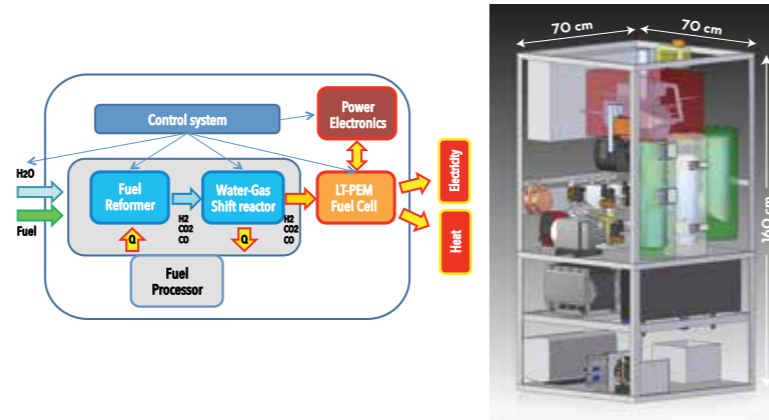 Control system
Power
Electronics
H2O
Fuel
Fuel
Reformer
H2
CO2
CO
Water-Gas
Shift reactor
H2
CO2
CO
LT-PEM
Fuel Cell
Electricity
Heat
Q
Q
Fuel
Processor
70 cm
70 cm
160 cm